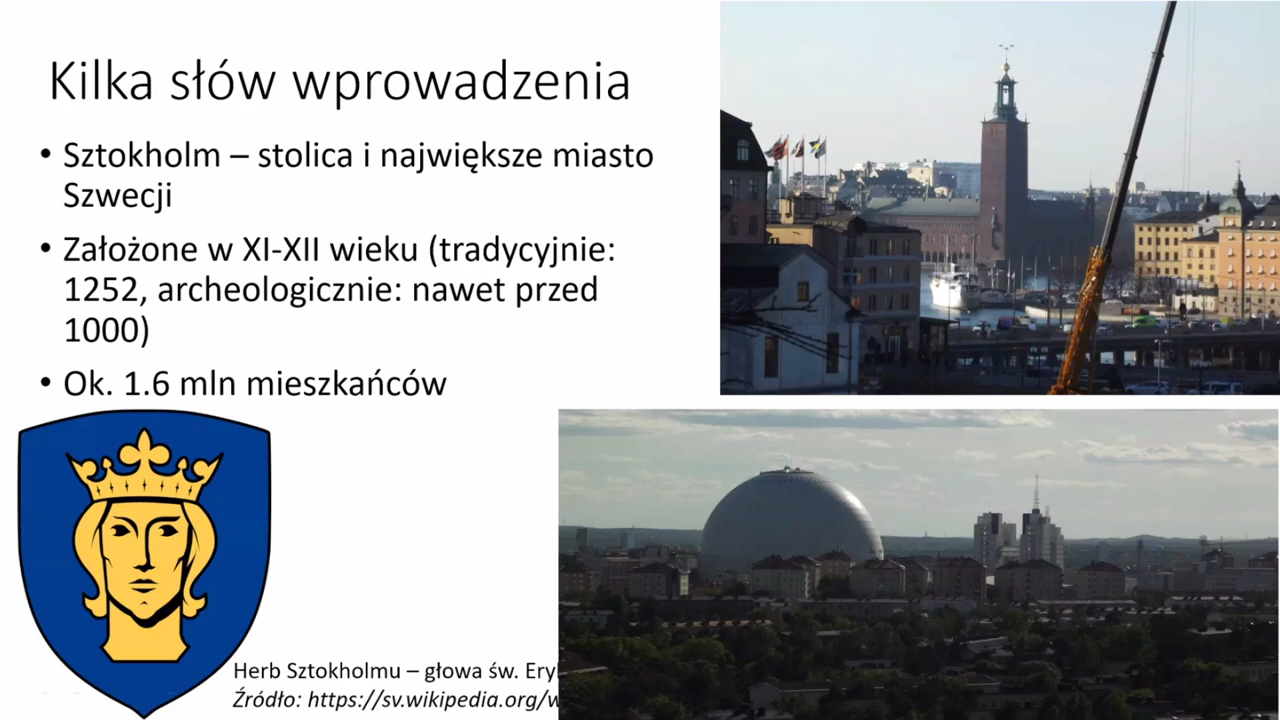 Kilka słów wprowadzenia
• Sztokholm – stolica i największe miasto
Szwecji
• Założone w XI-XII wieku (tradycyjnie:
1252, archeologicznie: nawet przed
1000)
• Ok. 1.6 mln mieszkańców
Herb Sztokholmu – głowa św.
Źródło: https://sv.wikipedia.org/